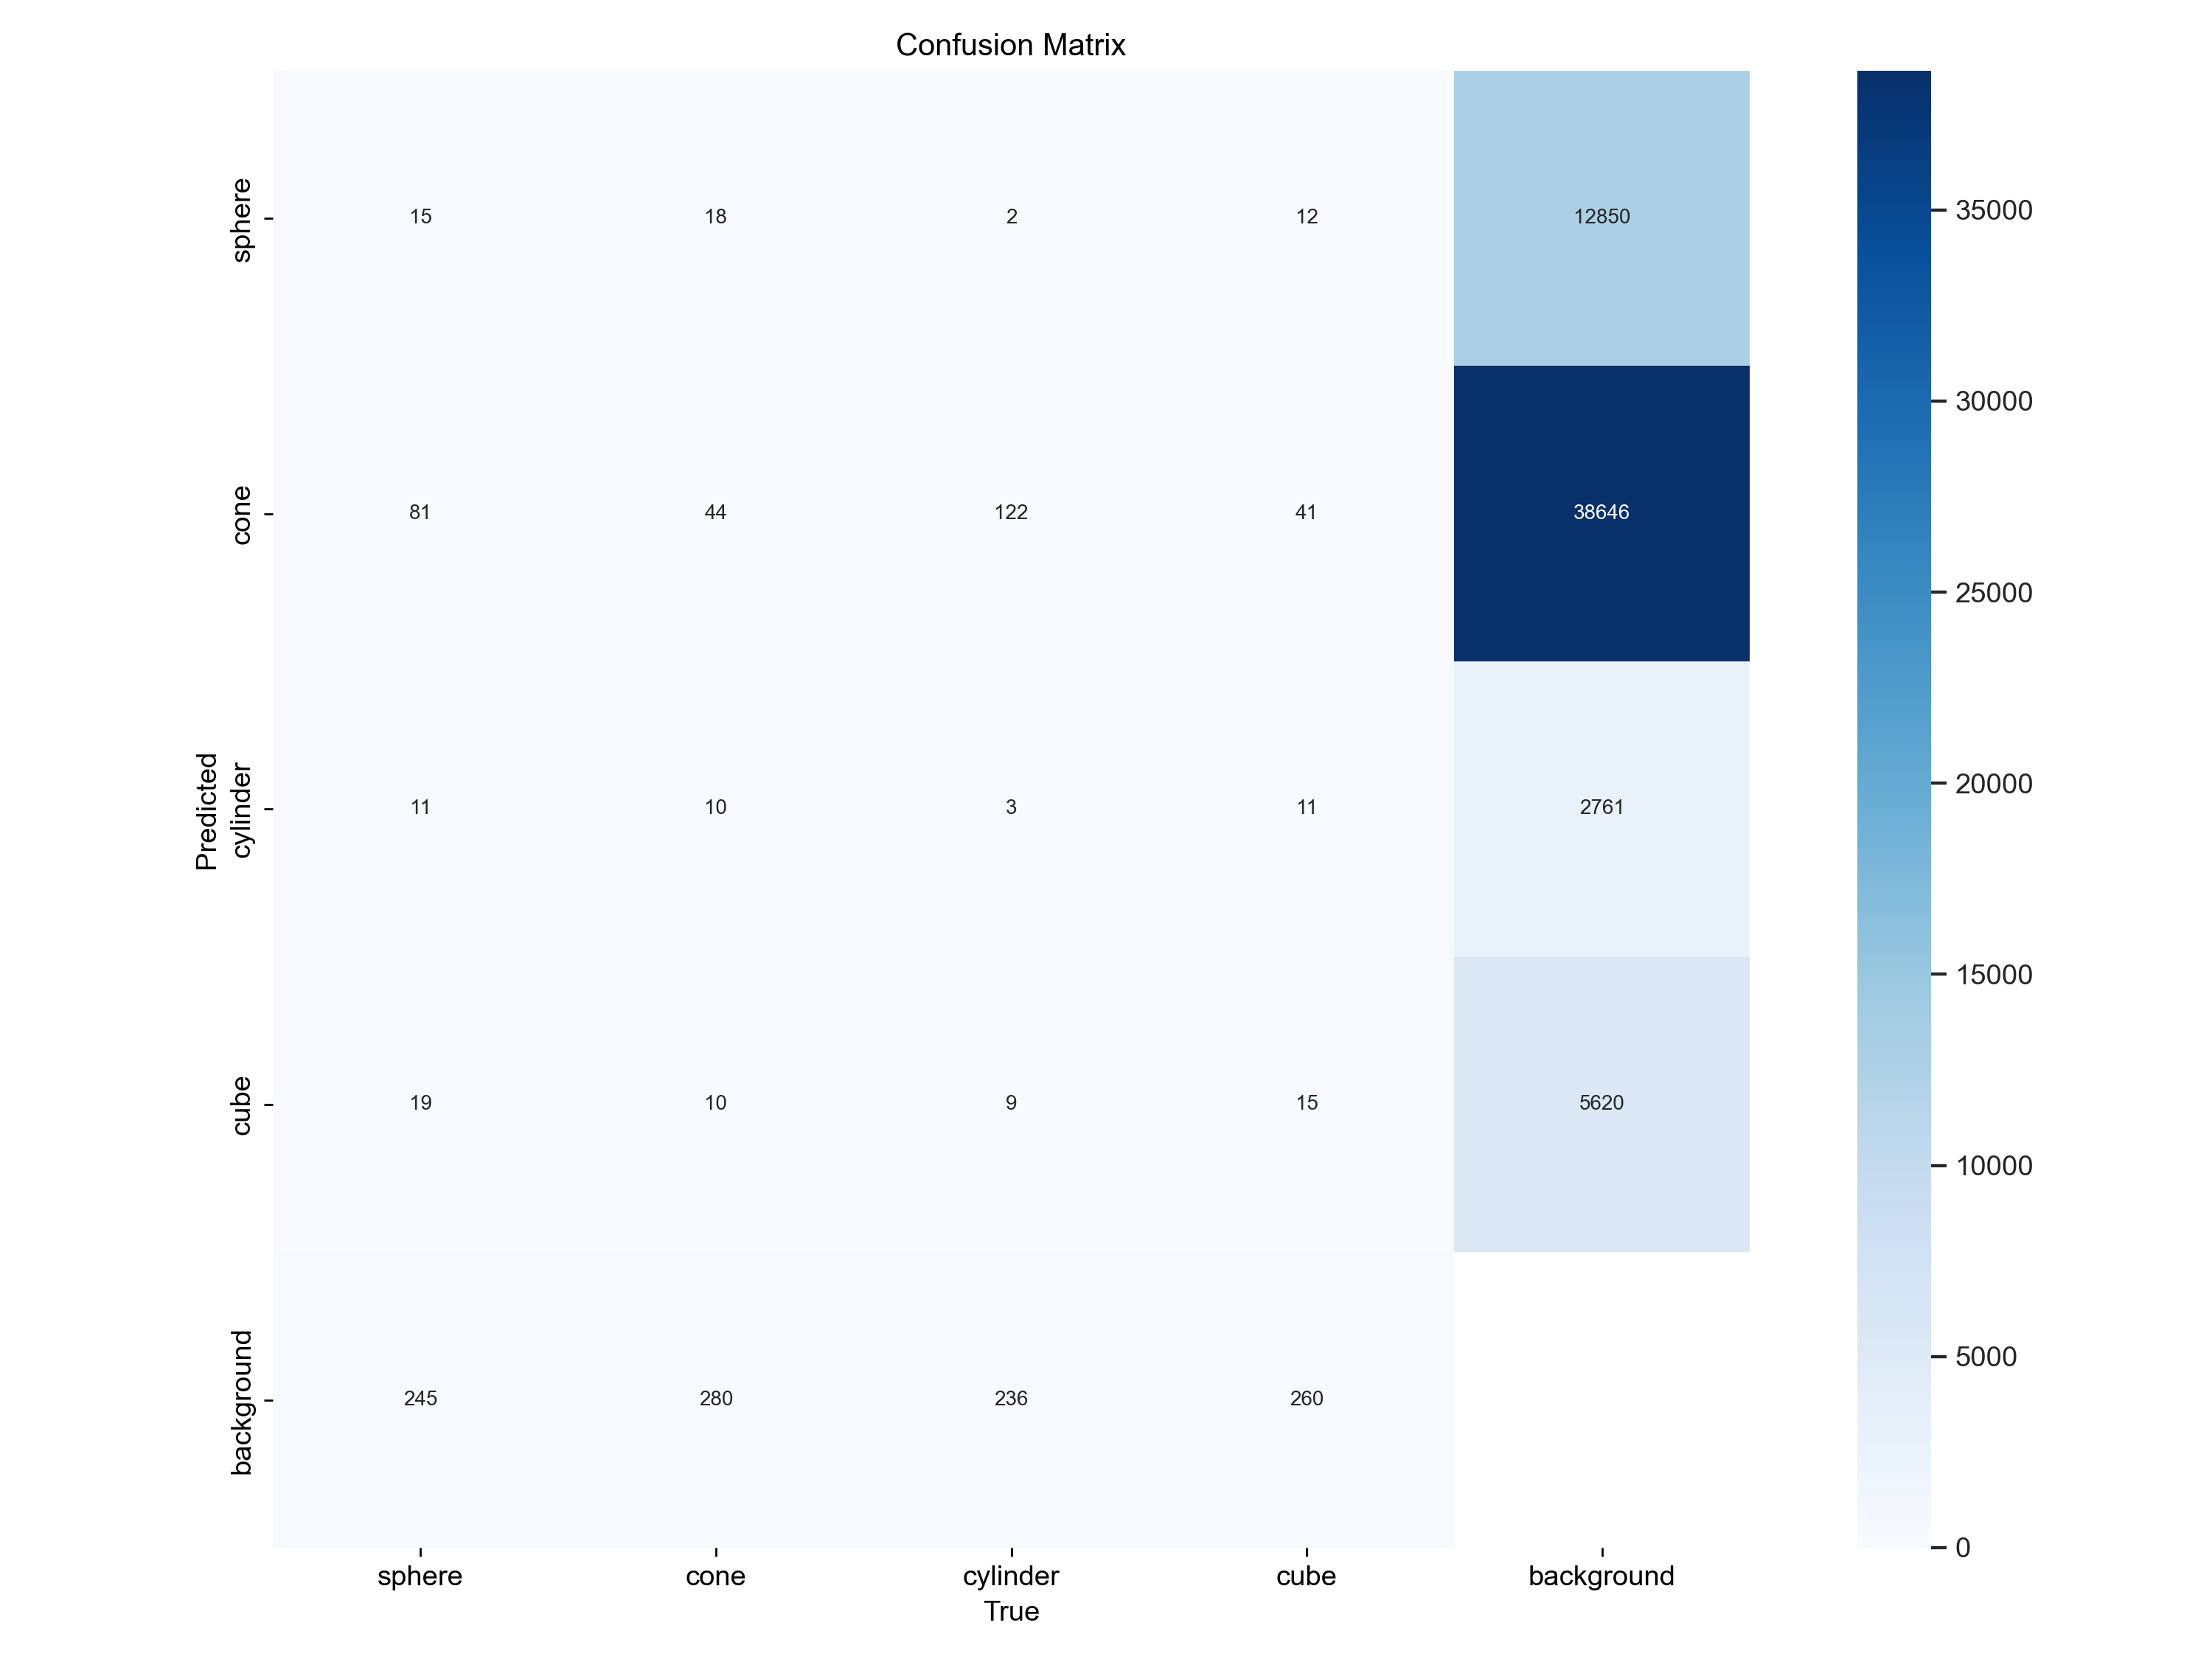 Confusion Matrix
sphere 15 18 2 12 12850
cone 81 44 122 41 38646
cylinder 11 10 3 11 2761
cube 19 10 9 15 5620
background 245 280 236 260
Predicted
sphere cone cylinder cube background
True
35000
30000
25000
20000
15000
10000
5000
0